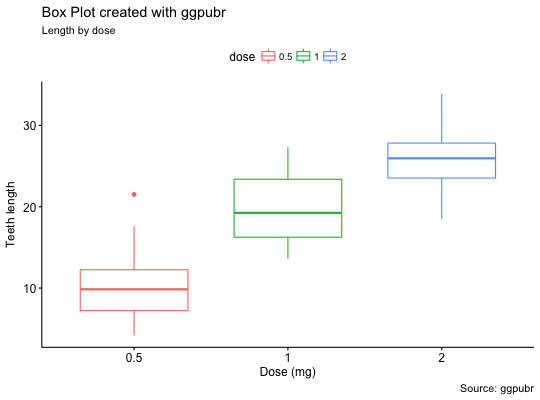 Box Plot created with ggpubr
Length by dose
dose 0.5 1 2
30
20
10
Teeth length
0.5 1 2
Dose (mg)
Source: ggpubr